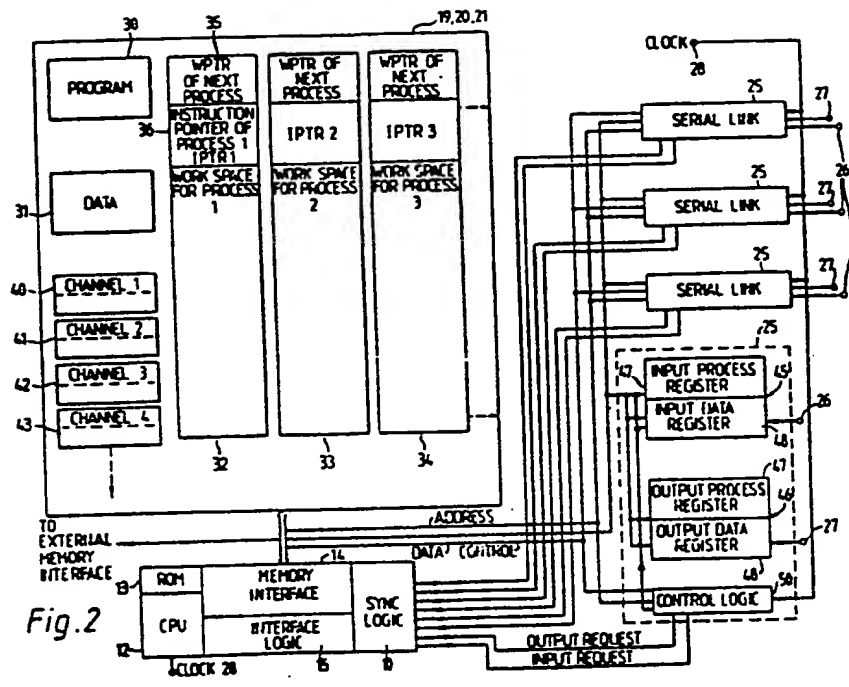 30
35
19,20,21
PROGRAM
WPTR
OF NEXT
PROCESS
INSTRUCTION
POINTER OF
PROCESS 1
IPTR1
WORK SPACE
FOR PROCESS
1
36
WPTR OF
NEXT
PROCESS
IPTR 2
WORK SPACE
FOR PROCESS
2
WPTR OF
NEXT
PROCESS
IPTR 3
WORK SPACE
FOR PROCESS
3
31
DATA
40
CHANNEL 1
41
CHANNEL 2
42
CHANNEL 3
43
CHANNEL 4
32
33
34
CLOCK
28
25
SERIAL LINK
27
26
25
SERIAL LINK
27
25
SERIAL LINK
27
25
47
INPUT PROCESS
REGISTER
45
INPUT DATA
REGISTER
48
26
47
OUTPUT PROCESS
REGISTER
46
OUTPUT DATA
REGISTER
48
27
50
CONTROL LOGIC
TO
EXTERNAL
MEMORY
INTERFACE
ADDRESS
DATA
CONTROL
14
13
ROM
MEMORY
INTERFACE
SYNC
LOGIC
CPU
INTERFACE
LOGIC
12
CLOCK 28
15
10
OUTPUT REQUEST
INPUT REQUEST
Fig.2